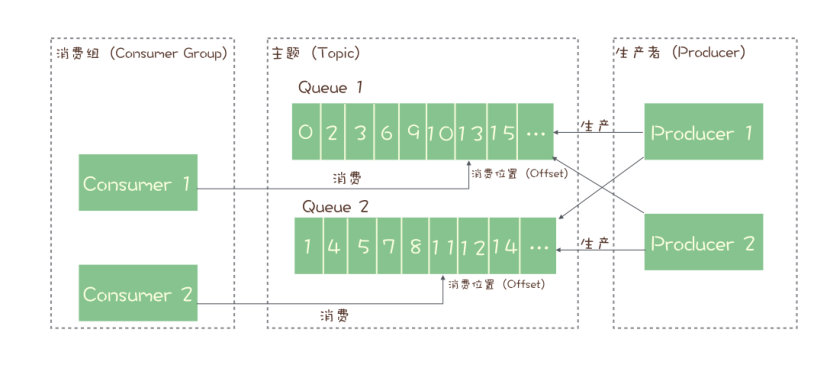 消费组 (Consumer Group)
主题 (Topic)
生产者 (Producer)
Queue 1
0 2 3 6 9 10 13 15 ...
生产
Producer 1
Consumer 1
消费
消费位置 (Offset)
Queue 2
1 4 5 7 8 11 12 14 ...
生产
Producer 2
Consumer 2
消费
消费位置 (Offset)